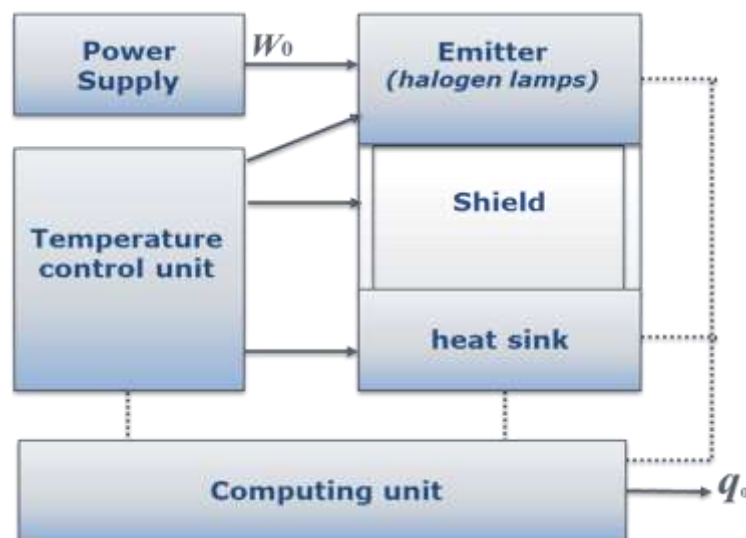 Power
Supply
W₀
Emitter
(halogen lamps)
Temperature
control unit
Shield
heat sink
Computing unit
q₀